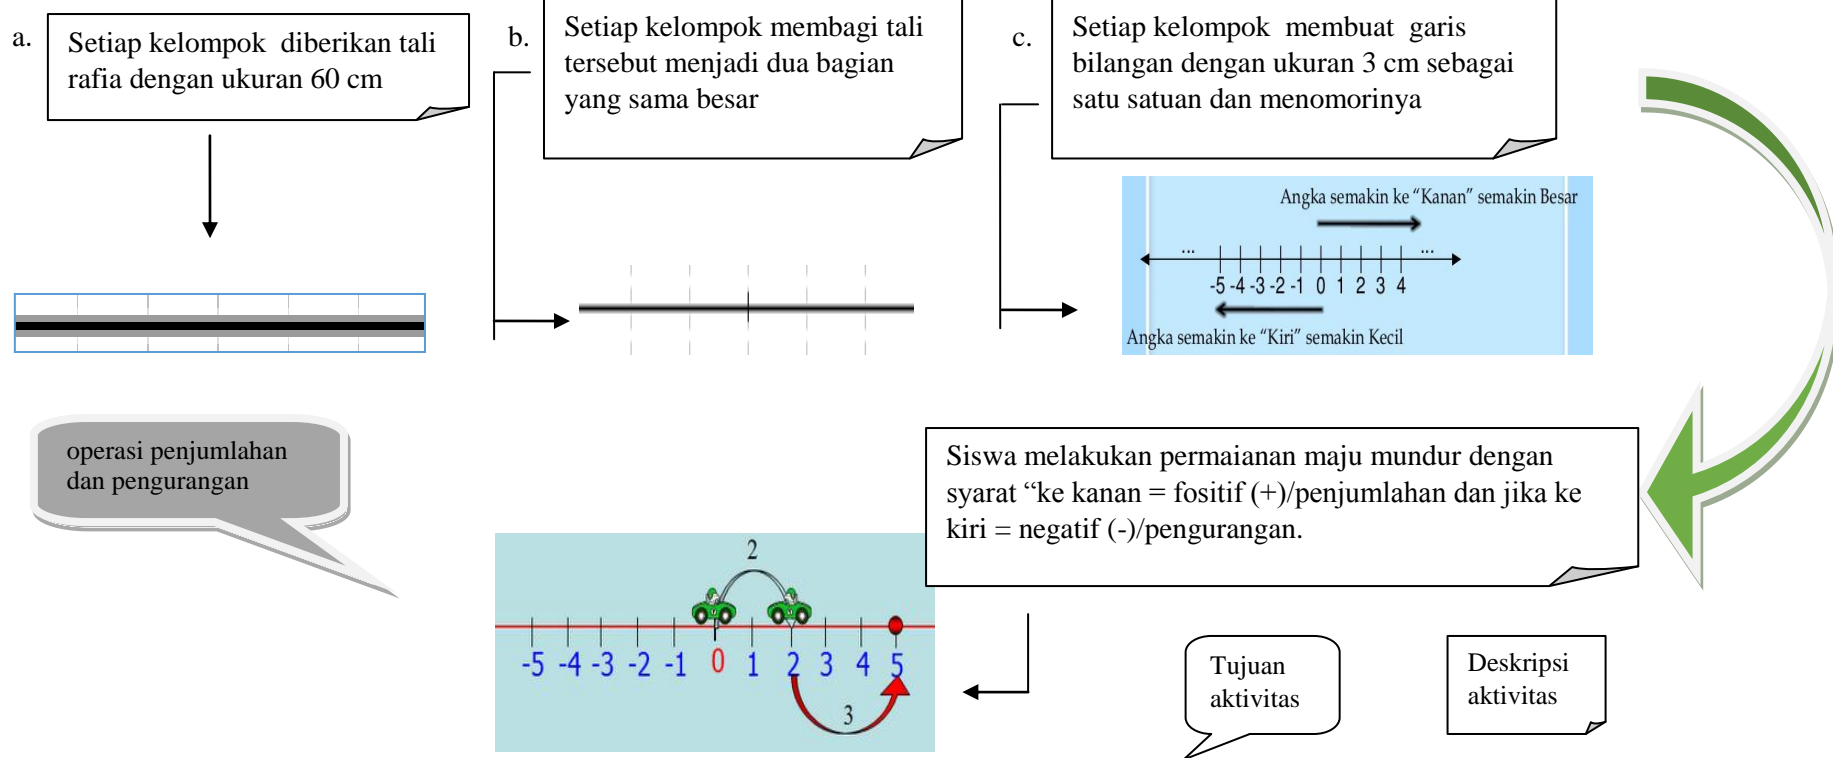 a.
Setiap kelompok diberikan tali
rafia dengan ukuran 60 cm
b.
Setiap kelompok membagi tali
tersebut menjadi dua bagian
yang sama besar
c.
Setiap kelompok membuat garis
bilangan dengan ukuran 3 cm sebagai
satu satuan dan menomorinya
Angka semakin ke “Kanan” semakin Besar
... ...
-5 -4 -3 -2 -1 0 1 2 3 4
Angka semakin ke “Kiri” semakin Kecil
operasi penjumlahan
dan pengurangan
Siswa melakukan permaianan maju mundur dengan
syarat “ke kanan = fositif (+)/penjumlahan dan jika ke
kiri = negatif (-)/pengurangan.
2
-5 -4 -3 -2 -1 0 1 2 3 4 5
3
Tujuan
aktivitas
Deskripsi
aktivitas